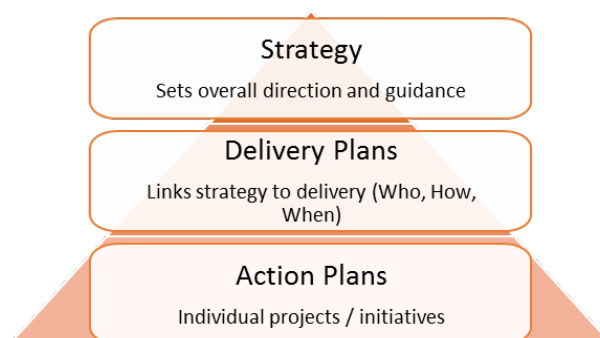 Strategy
Sets overall direction and guidance
Delivery Plans
Links strategy to delivery (Who, How,
When)
Action Plans
Individual projects / initiatives